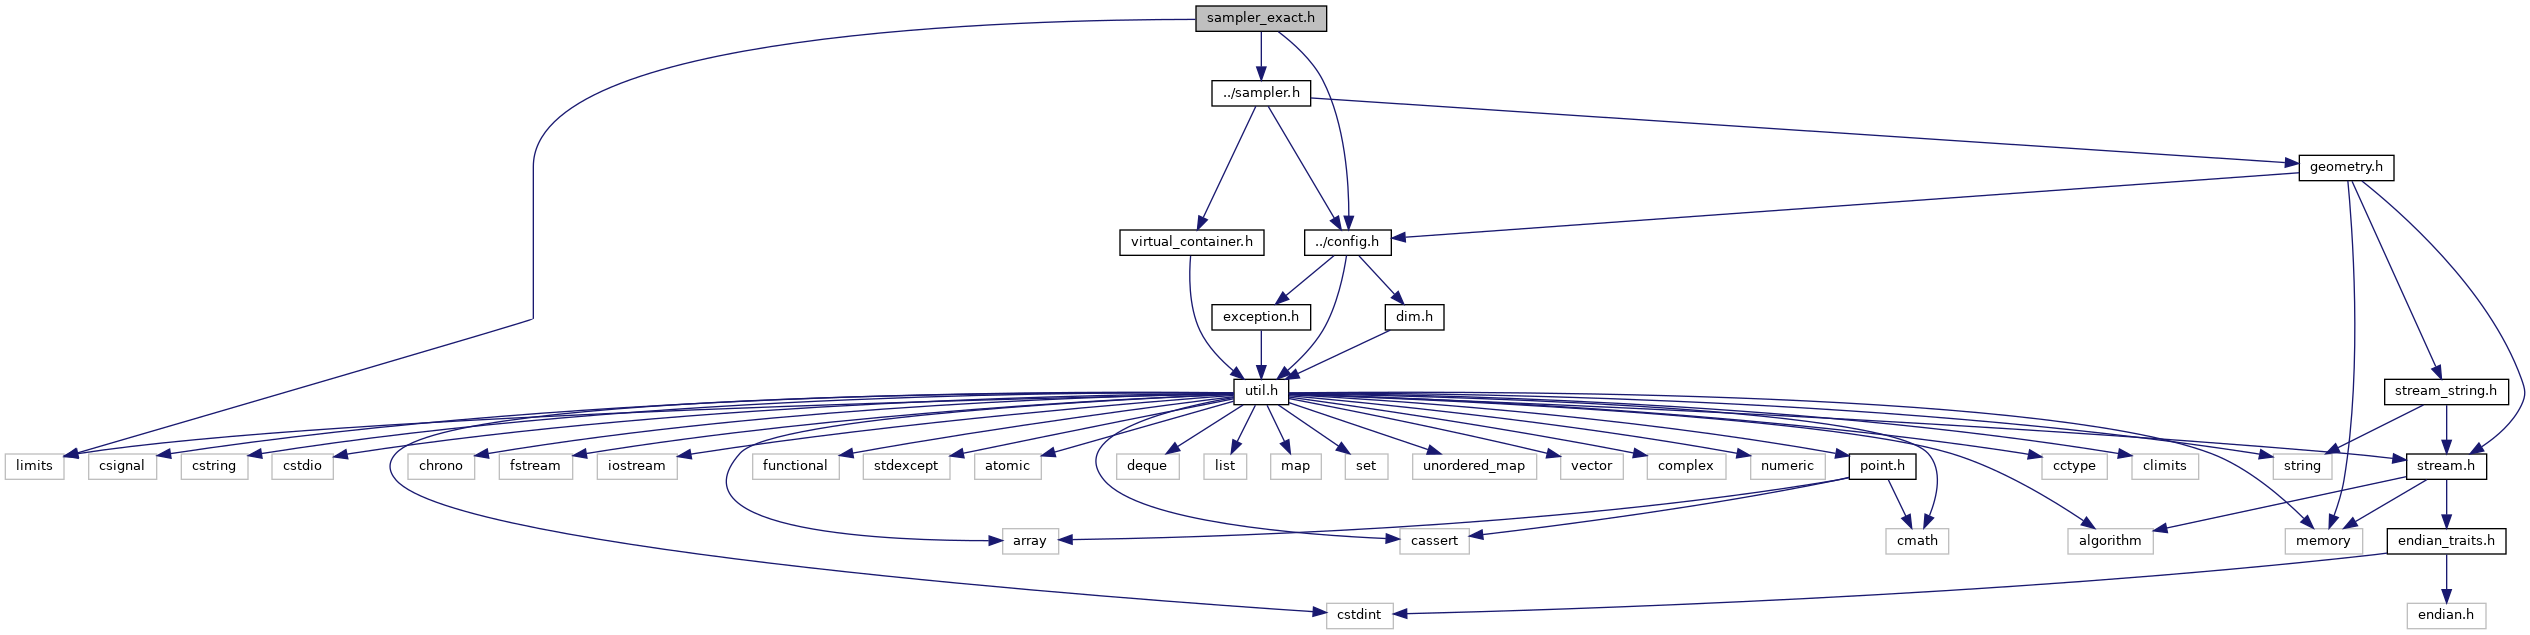 sampler_exact.h
../sampler.h
geometry.h
virtual_container.h
../config.h
exception.h
dim.h
util.h
stream_string.h
limits
csignal
cstring
cstdio
chrono
fstream
iostream
functional
stdexcept
atomic
deque
list
map
set
unordered_map
vector
complex
numeric
point.h
cctype
climits
string
stream.h
array
cassert
cmath
algorithm
memory
endian_traits.h
cstdint
endian.h